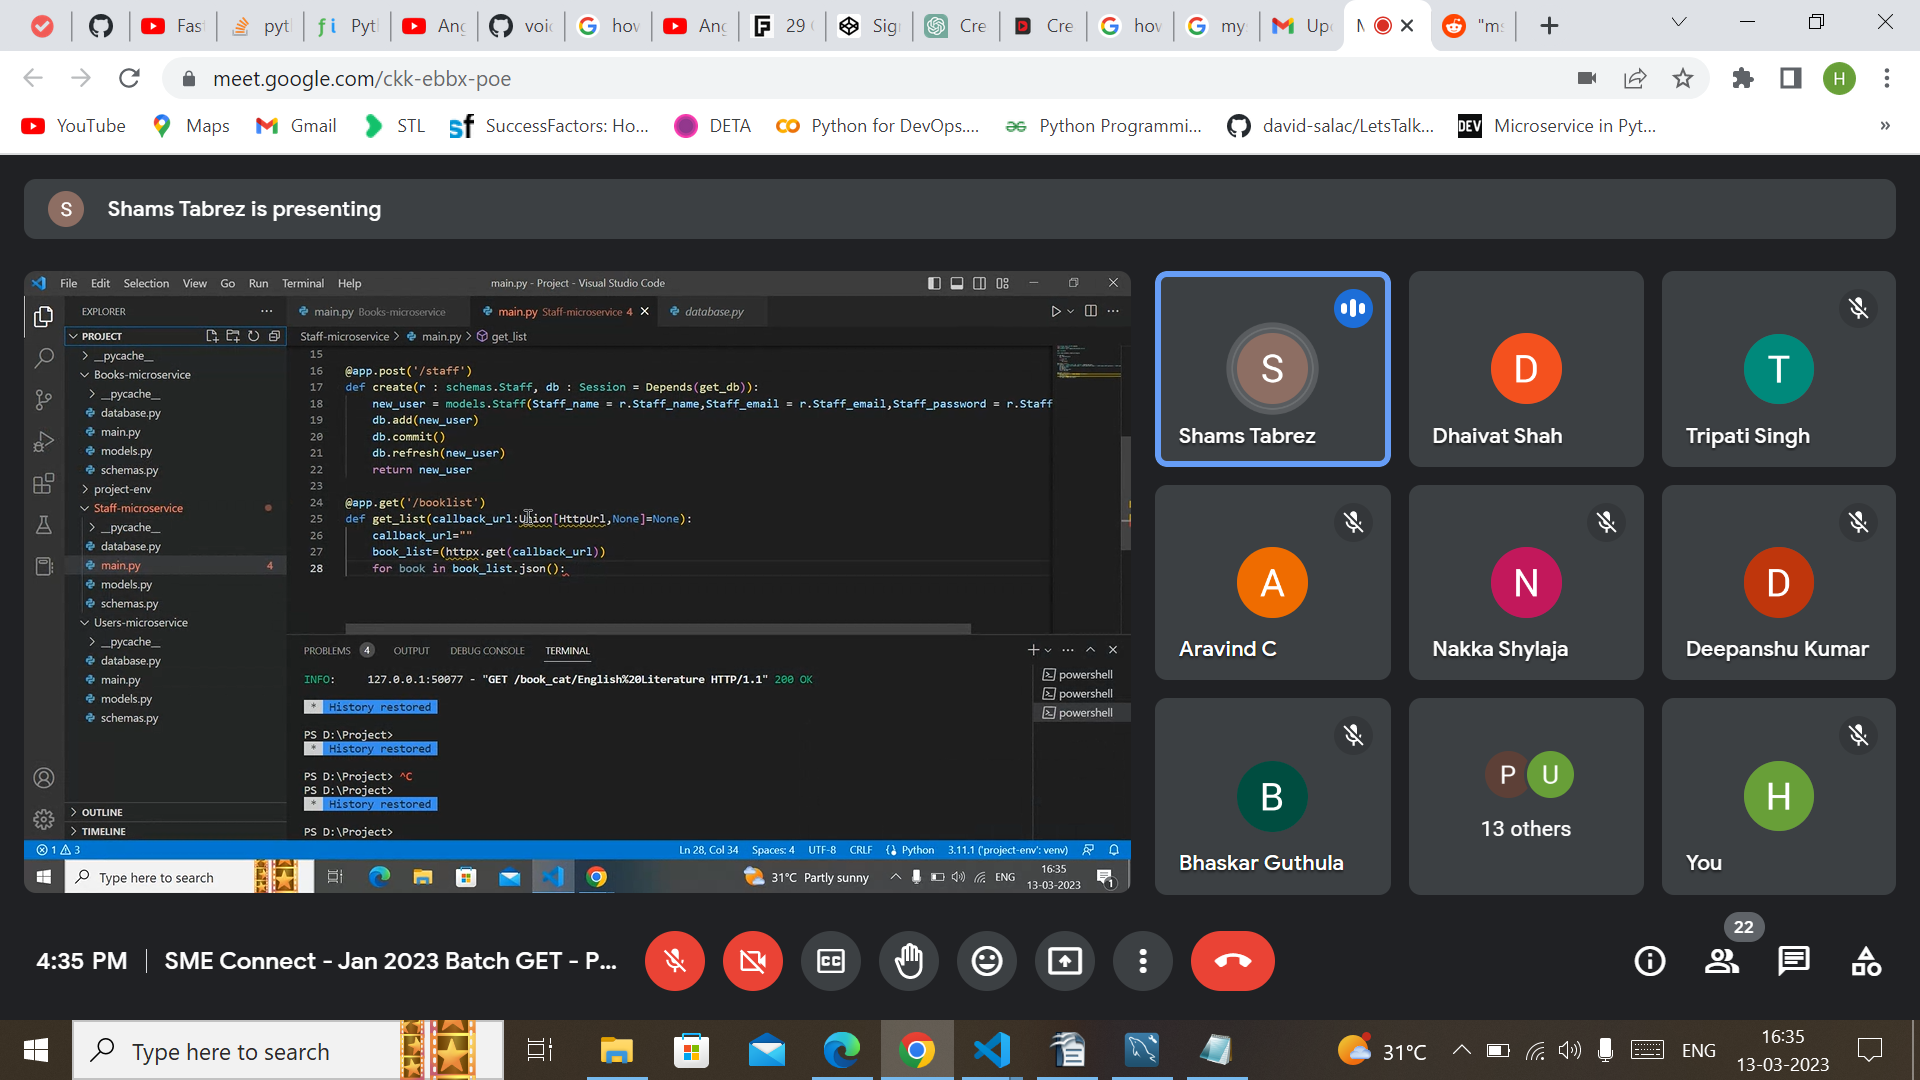 Fas
pyt
Pyt
Ang
voic
how
Ang
29
Sig
Cre
Cre
how
my
Upc
M
"ms
meet.google.com/ckk-ebbx-poe
H
YouTube
Maps
Gmail
STL
SuccessFactors: Ho...
DETA
Python for DevOps....
Python Programmi...
david-salac/LetsTalk...
DEV
Microservice in Pyt...
»
S
Shams Tabrez is presenting
File Edit Selection View Go Run Terminal Help
main.py - Project - Visual Studio Code
EXPLORER
main.py Books-microservice
main.py Staff-microservice 4
database.py
PROJECT
Staff-microservice > main.py > get_list
__pycache__
Books-microservice
__pycache__
database.py
main.py
models.py
schemas.py
project-env
Staff-microservice
__pycache__
database.py
main.py 4
models.py
schemas.py
Users-microservice
__pycache__
database.py
main.py
models.py
schemas.py
OUTLINE
TIMELINE
15
16 @app.post('/staff')
17 def create(r : schemas.Staff, db : Session = Depends(get_db)):
18 new_user = models.Staff(Staff_name = r.Staff_name,Staff_email = r.Staff_email,Staff_password = r.Staff
19 db.add(new_user)
20 db.commit()
21 db.refresh(new_user)
22 return new_user
23
24 @app.get('/booklist')
25 def get_list(callback_url:Union[HttpUrl,None]=None):
26 callback_url=""
27 book_list=(httpx.get(callback_url))
28 for book in book_list.json():
PROBLEMS 4 OUTPUT DEBUG CONSOLE TERMINAL
INFO: 127.0.0.1:50077 - "GET /book_cat/English%20Literature HTTP/1.1" 200 OK
* History restored
PS D:\Project>
* History restored
PS D:\Project> ^C
PS D:\Project>
* History restored
PS D:\Project>
powershell
powershell
powershell
1 3
Ln 28, Col 34 Spaces: 4 UTF-8 CRLF Python 3.11.1 ('project-env': venv)
Type here to search
31°C Partly sunny
ENG
16:35
13-03-2023
1
S
Shams Tabrez
D
Dhaivat Shah
T
Tripati Singh
A
Aravind C
N
Nakka Shylaja
D
Deepanshu Kumar
B
Bhaskar Guthula
P U
13 others
H
You
4:35 PM
SME Connect - Jan 2023 Batch GET - P...
CC
22
Type here to search
31°C
ENG
16:35
13-03-2023